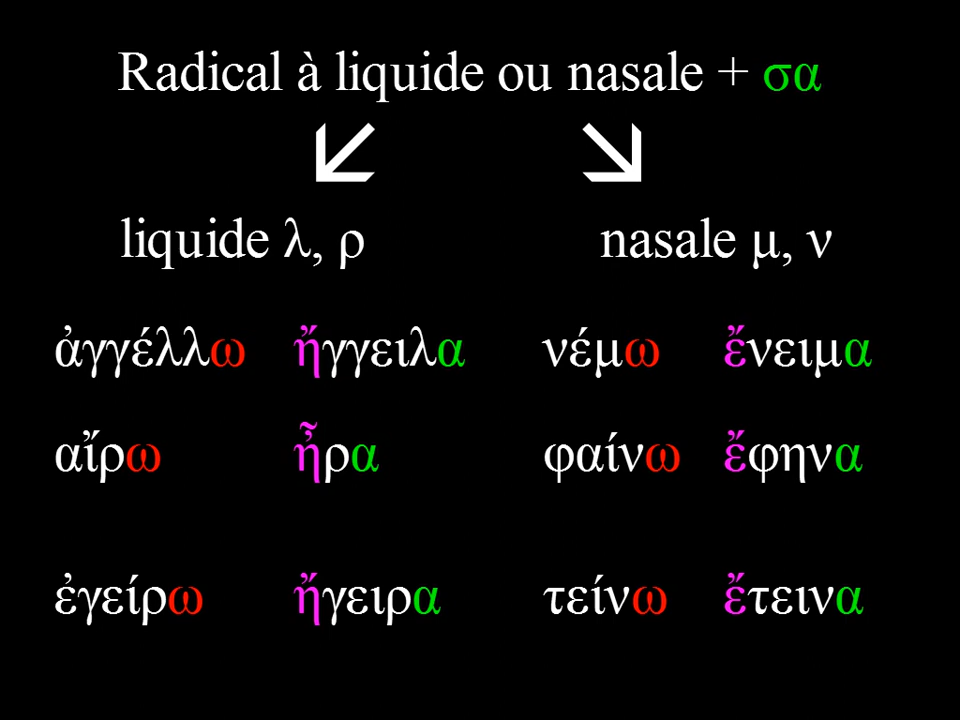 Radical à liquide ou nasale + σα
liquide λ, ρ nasale μ, ν
ἀγγέλλω ἤγγειλα νέμω ἔνειμα
αἴρω ἦρα φαίνω ἔφηνα
ἐγείρω ἤγειρα τείνω ἔτεινα